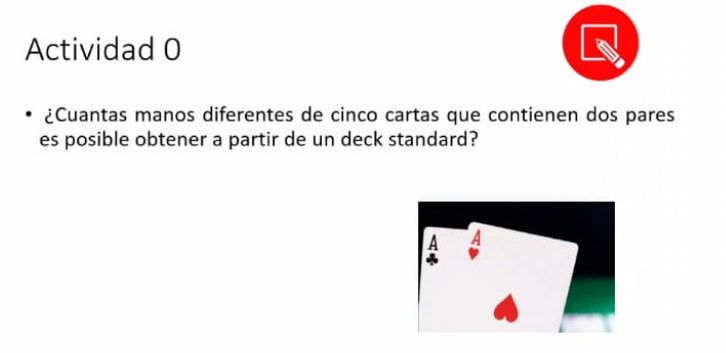 Actividad 0
• ¿Cuantas manos diferentes de cinco cartas que contienen dos pares
es posible obtener a partir de un deck standard?
A
A